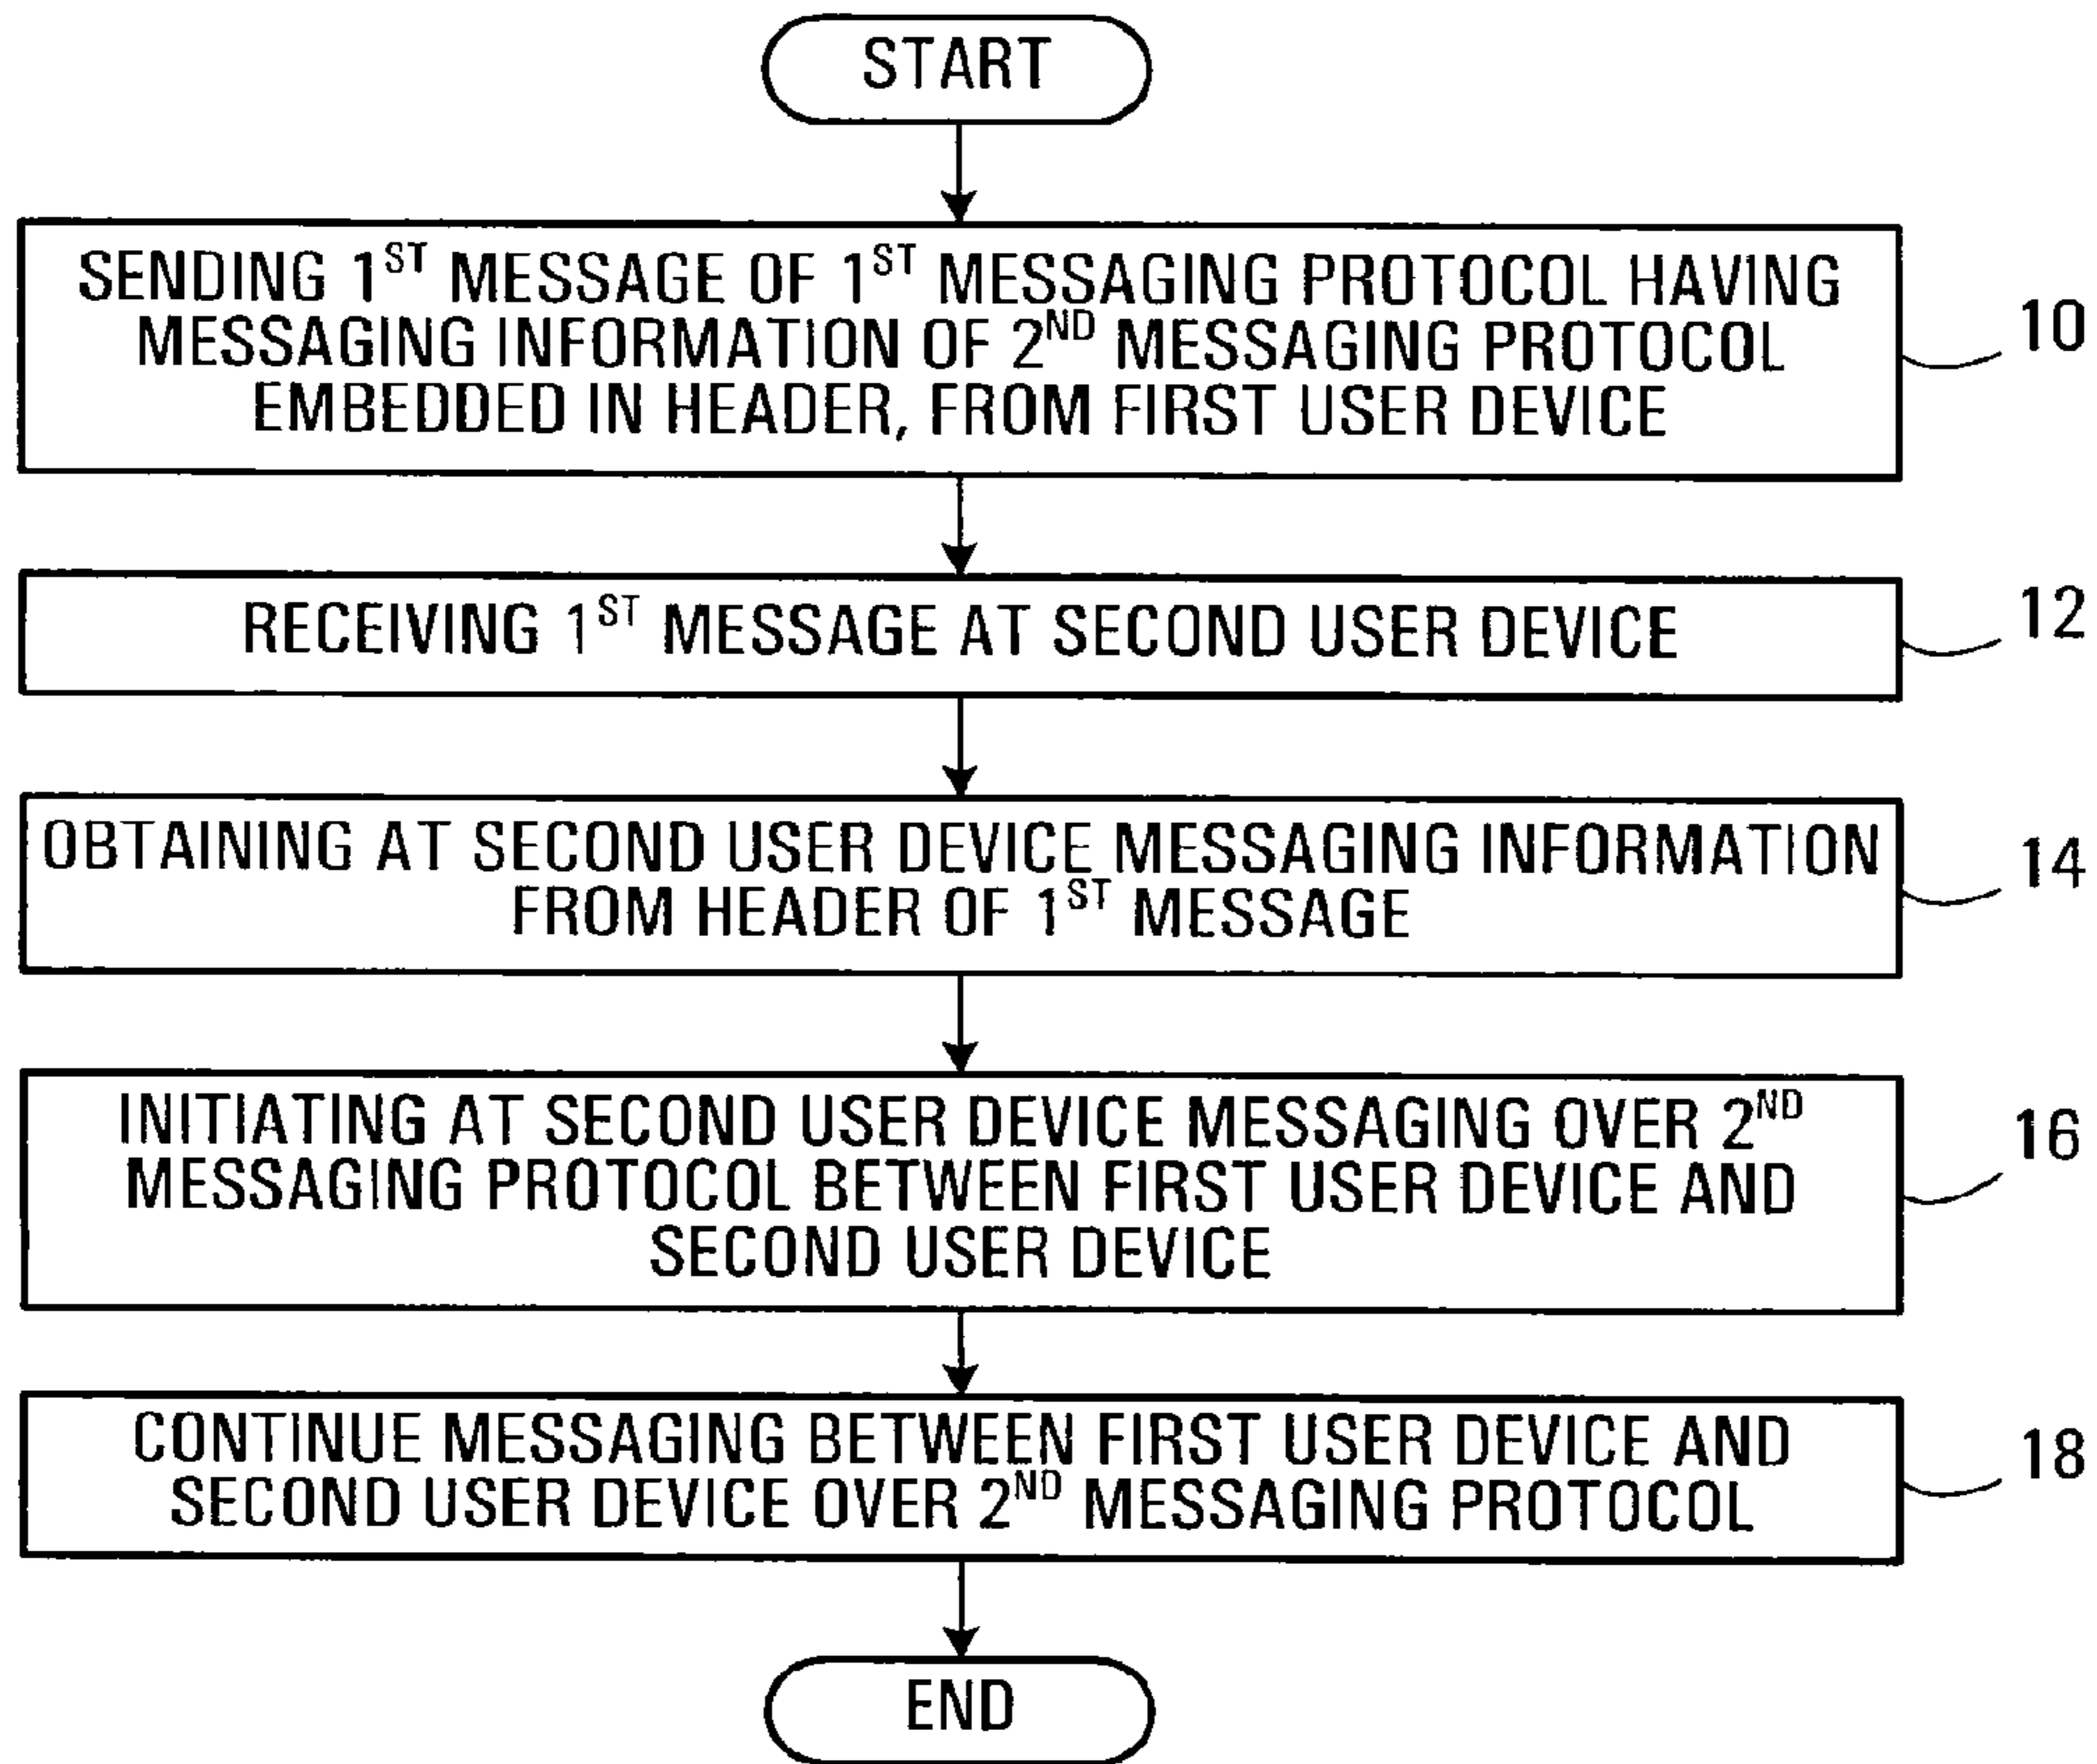 START
SENDING 1ST MESSAGE OF 1ST MESSAGING PROTOCOL HAVING
MESSAGING INFORMATION OF 2ND MESSAGING PROTOCOL
EMBEDDED IN HEADER, FROM FIRST USER DEVICE
10
RECEIVING 1ST MESSAGE AT SECOND USER DEVICE
12
OBTAINING AT SECOND USER DEVICE MESSAGING INFORMATION
FROM HEADER OF 1ST MESSAGE
14
INITIATING AT SECOND USER DEVICE MESSAGING OVER 2ND
MESSAGING PROTOCOL BETWEEN FIRST USER DEVICE AND
SECOND USER DEVICE
16
CONTINUE MESSAGING BETWEEN FIRST USER DEVICE AND
SECOND USER DEVICE OVER 2ND MESSAGING PROTOCOL
18
END